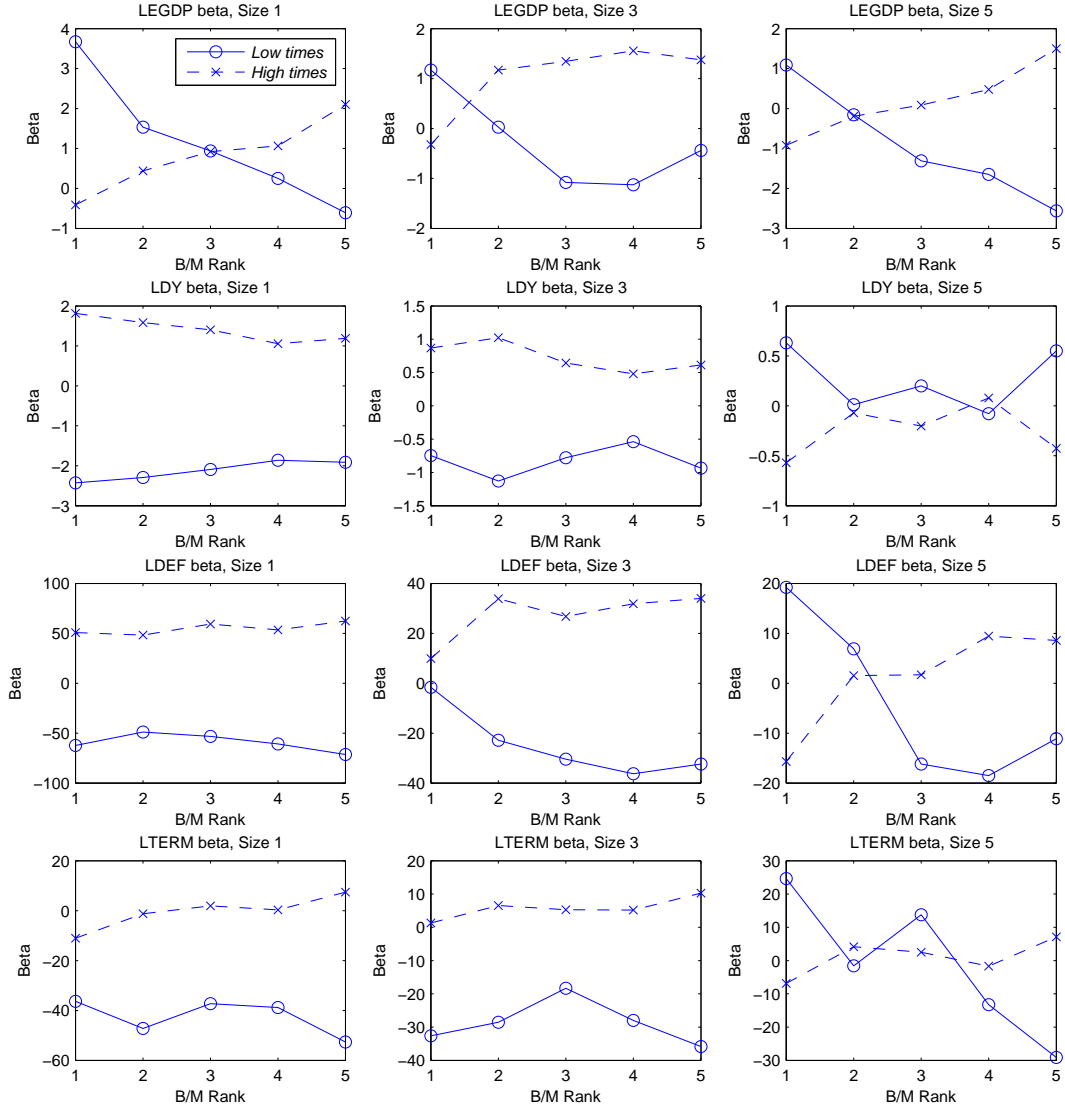 LEGDP beta, Size 1
4
3
2
1
0
−1
Beta
Low times
High times
1 2 3 4 5
B/M Rank
LEGDP beta, Size 3
2
1
0
−1
−2
Beta
1 2 3 4 5
B/M Rank
LEGDP beta, Size 5
2
1
0
−1
−2
−3
Beta
1 2 3 4 5
B/M Rank
LDY beta, Size 1
2
1
0
−1
−2
−3
Beta
1 2 3 4 5
B/M Rank
LDY beta, Size 3
1.5
1
0.5
0
−0.5
−1
−1.5
Beta
1 2 3 4 5
B/M Rank
LDY beta, Size 5
1
0.5
0
−0.5
−1
Beta
1 2 3 4 5
B/M Rank
LDEF beta, Size 1
100
50
0
−50
−100
Beta
1 2 3 4 5
B/M Rank
LDEF beta, Size 3
40
20
0
−20
−40
Beta
1 2 3 4 5
B/M Rank
LDEF beta, Size 5
20
10
0
−10
−20
Beta
1 2 3 4 5
B/M Rank
LTERM beta, Size 1
20
0
−20
−40
−60
Beta
1 2 3 4 5
B/M Rank
LTERM beta, Size 3
20
10
0
−10
−20
−30
−40
Beta
1 2 3 4 5
B/M Rank
LTERM beta, Size 5
30
20
10
0
−10
−20
−30
Beta
1 2 3 4 5
B/M Rank